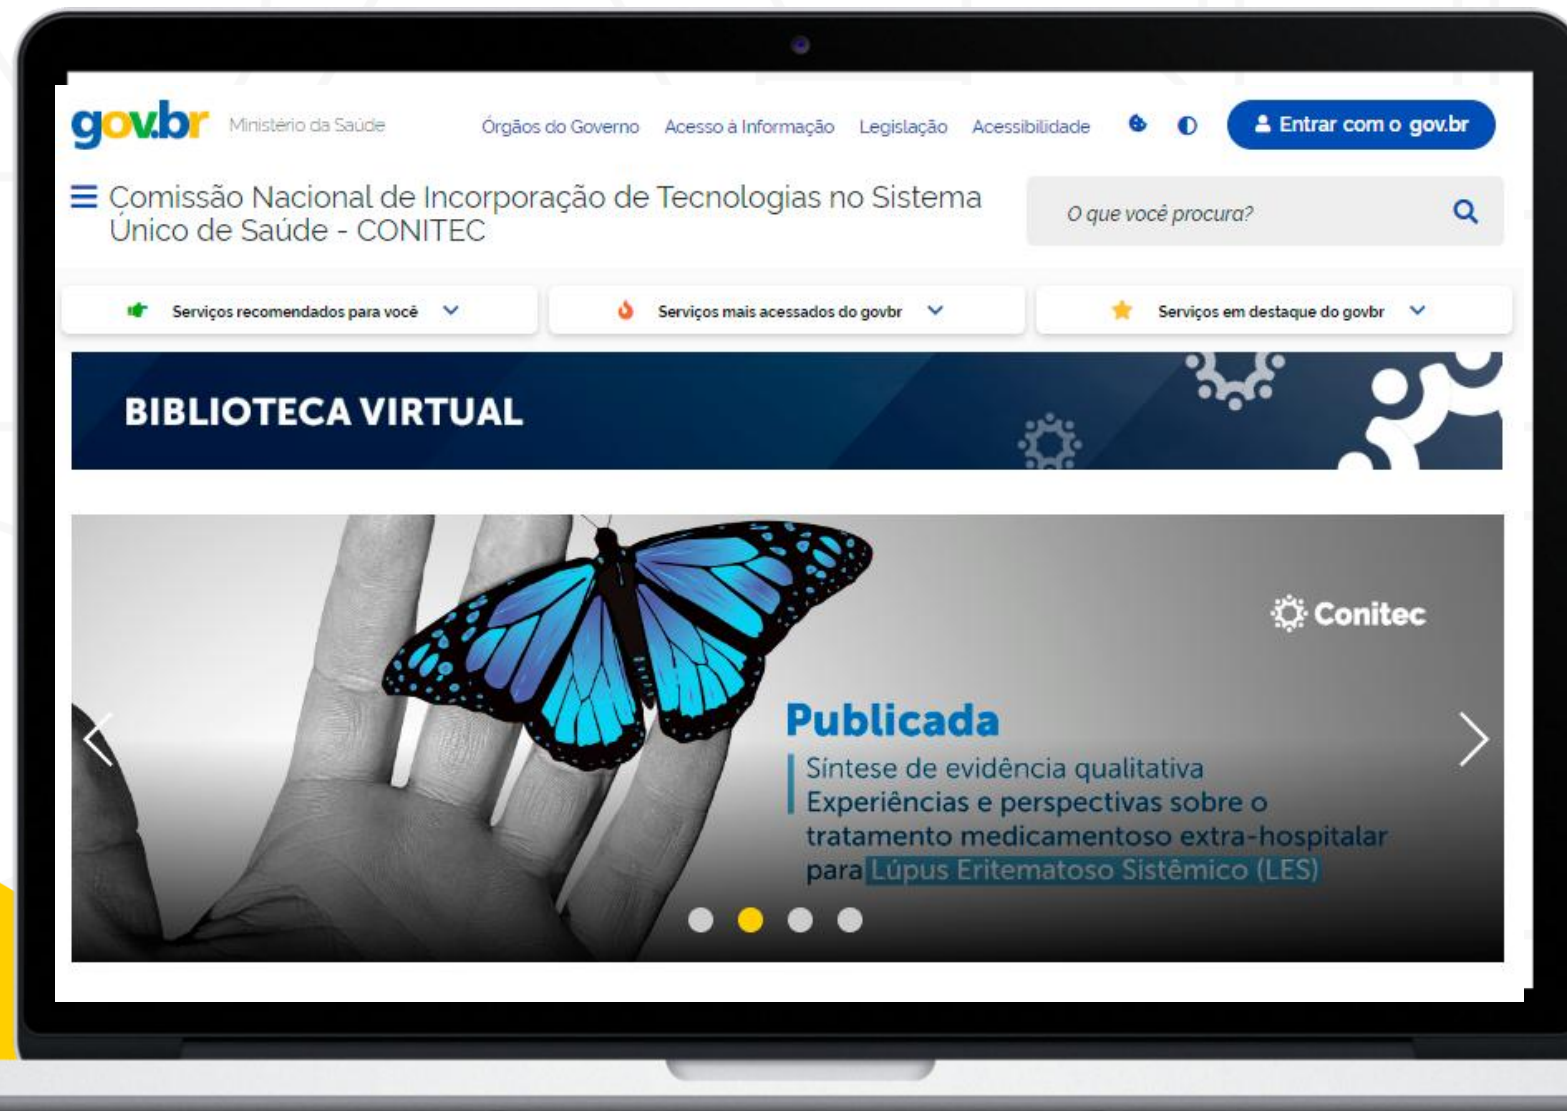 gov.br Ministério da Saúde Órgãos do Governo Acesso à Informação Legislação Acessibilidade Entrar com o gov.br
Comissão Nacional de Incorporação de Tecnologias no Sistema
Único de Saúde - CONITEC
O que você procura?
Serviços recomendados para você Serviços mais acessados do govbr Serviços em destaque do govbr
BIBLIOTECA VIRTUAL
Conitec
Publicada
Síntese de evidência qualitativa
Experiências e perspectivas sobre o
tratamento medicamentoso extra-hospitalar
para Lúpus Eritematoso Sistêmico (LES)